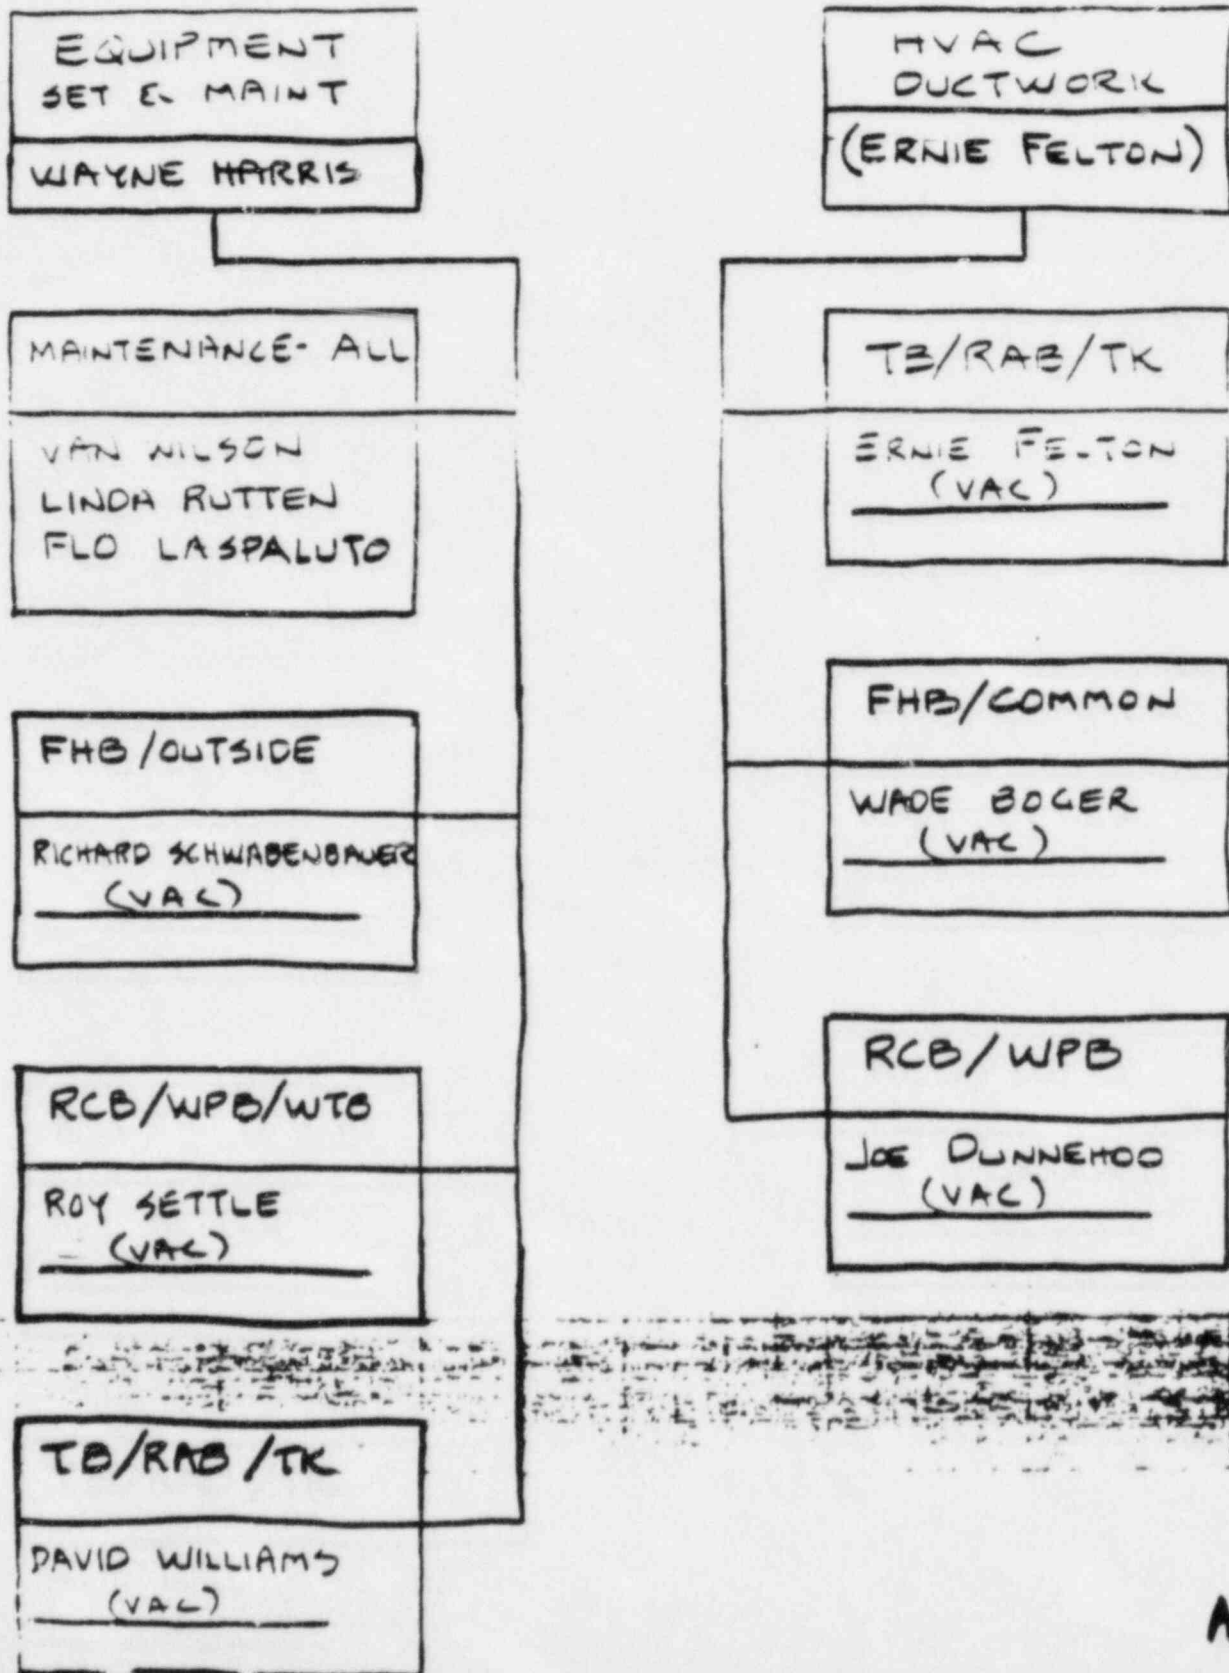 EQUIPMENT
SET & MAINT
WAYNE HARRIS
MAINTENANCE- ALL
VAN WILSON
LINDA RUTTEN
FLO LASPALUTO
FHB/OUTSIDE
RICHARD SCHWABENBAUER
(VAC)
RCB/WPB/WTB
ROY SETTLE
(VAC)
TB/RAB/TK
DAVID WILLIAMS
(VAC)
HVAC
DUCTWORK
(ERNIE FELTON)
TB/RAB/TK
ERNIE FELTON
(VAC)
FHB/COMMON
WADE BOGER
(VAC)
RCB/WPB
JOE DUNNEHOO
(VAC)